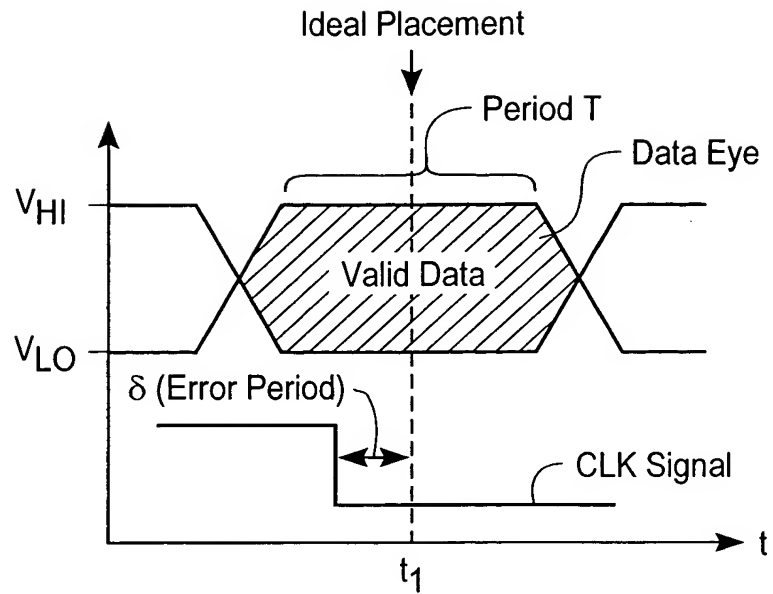 Ideal Placement
Period T
Data Eye
V_HI
Valid Data
V_LO
δ (Error Period)
CLK Signal
t
t_1